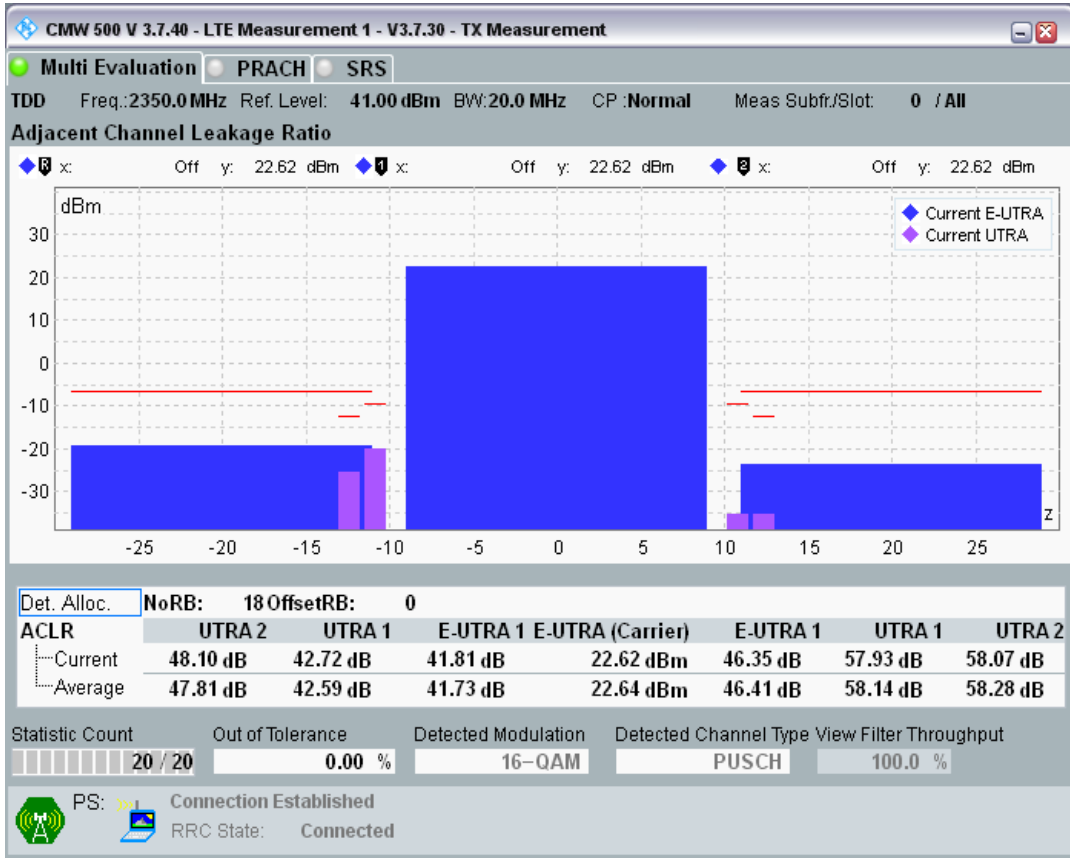 CMW 500 V 3.7.40 - LTE Measurement 1 - V3.7.30 - TX Measurement
Multi Evaluation PRACH SRS
TDD Freq.:2350.0 MHz Ref. Level: 41.00 dBm BW:20.0 MHz CP :Normal Meas Subfr./Slot: 0 / All
Adjacent Channel Leakage Ratio
R x: Off y: 22.62 dBm 1 x: Off y: 22.62 dBm 2 x: Off y: 22.62 dBm
dBm
Current E-UTRA
Current UTRA
30
20
10
0
-10
-20
-30
z
-25 -20 -15 -10 -5 0 5 10 15 20 25
Det. Alloc. NoRB: 18 OffsetRB: 0
ACLR UTRA 2 UTRA 1 E-UTRA 1 E-UTRA (Carrier) E-UTRA 1 UTRA 1 UTRA 2
Current 48.10 dB 42.72 dB 41.81 dB 22.62 dBm 46.35 dB 57.93 dB 58.07 dB
Average 47.81 dB 42.59 dB 41.73 dB 22.64 dBm 46.41 dB 58.14 dB 58.28 dB
Statistic Count Out of Tolerance Detected Modulation Detected Channel Type View Filter Throughput
20 / 20 0.00 % 16-QAM PUSCH 100.0 %
PS: Connection Established
RRC State: Connected